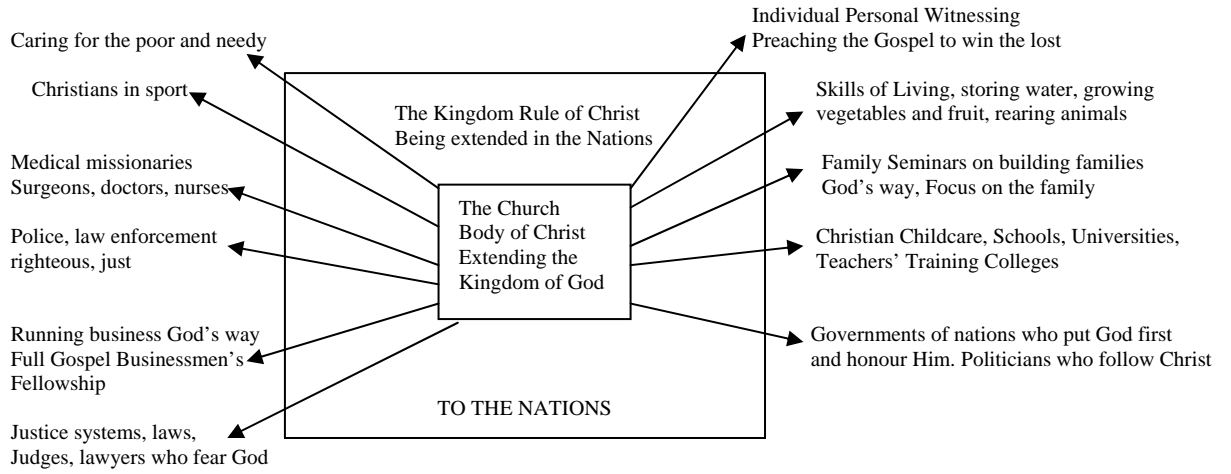 Caring for the poor and needy
Christians in sport
Medical missionaries
Surgeons, doctors, nurses
Police, law enforcement
righteous, just
Running business God's way
Full Gospel Businessmen's
Fellowship
Justice systems, laws,
Judges, lawyers who fear God
The Kingdom Rule of Christ
Being extended in the Nations
The Church
Body of Christ
Extending the
Kingdom of God
TO THE NATIONS
Individual Personal Witnessing
Preaching the Gospel to win the lost
Skills of Living, storing water, growing
vegetables and fruit, rearing animals
Family Seminars on building families
God's way, Focus on the family
Christian Childcare, Schools, Universities,
Teachers' Training Colleges
Governments of nations who put God first
and honour Him. Politicians who follow Christ